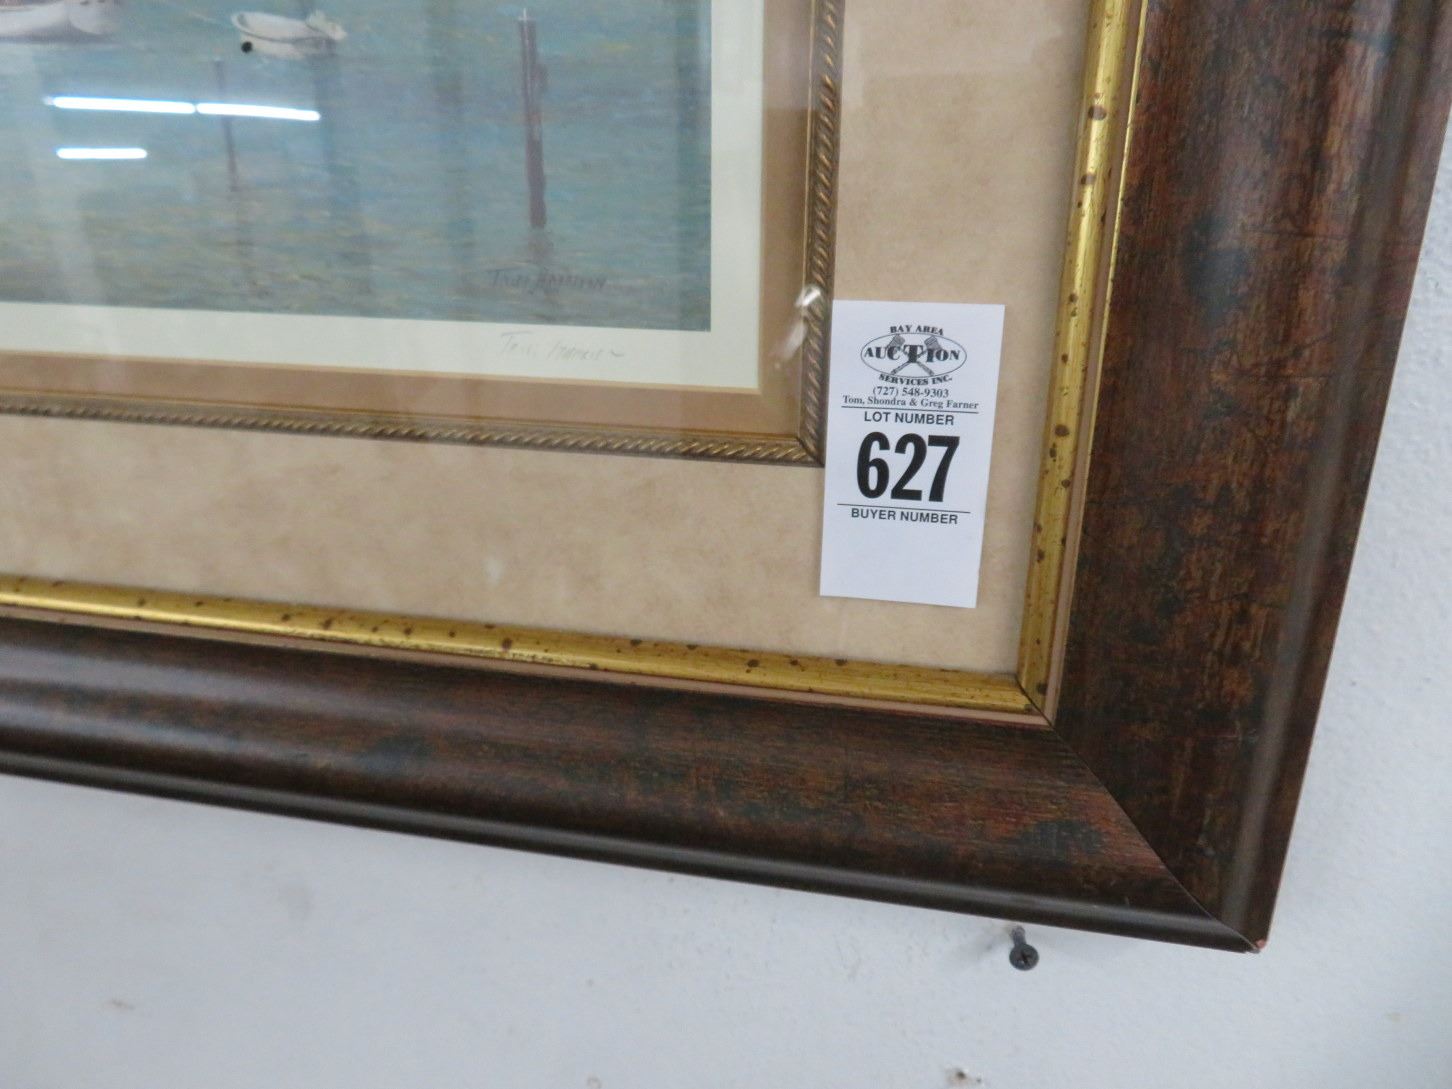 BAY AREA
AUCTION
SERVICES INC.
(727) 548-9303
Tom, Shondra & Greg Farner
LOT NUMBER
627
BUYER NUMBER